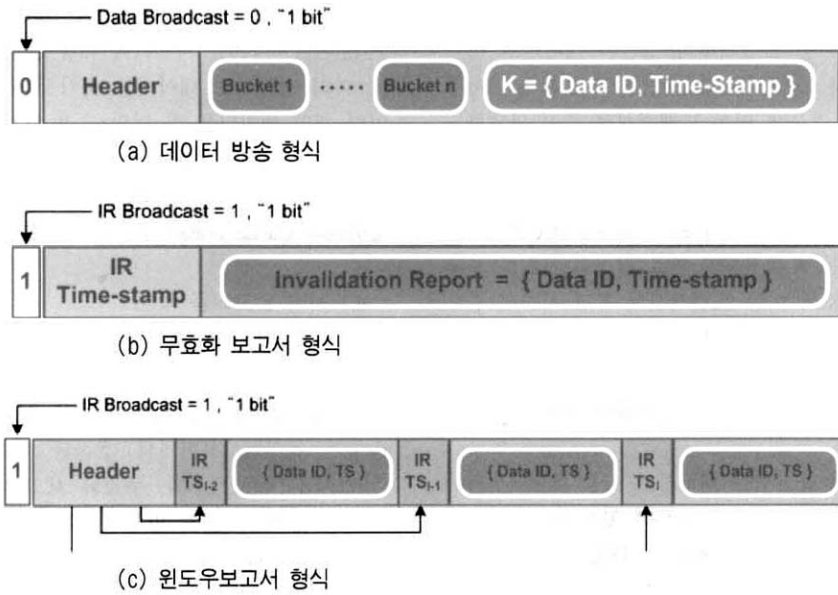 Data Broadcast = 0 , "1 bit"
0 Header Bucket 1 ····· Bucket n K = { Data ID, Time-Stamp }
(a) 데이터 방송 형식
IR Broadcast = 1 , "1 bit"
1 IR Time-stamp Invalidation Report = { Data ID, Time-stamp }
(b) 무효화 보고서 형식
IR Broadcast = 1 , "1 bit"
1 Header IR TSi-2 { Data ID, TS } IR TSi-1 { Data ID, TS } IR TSi { Data ID, TS }
(c) 윈도우보고서 형식